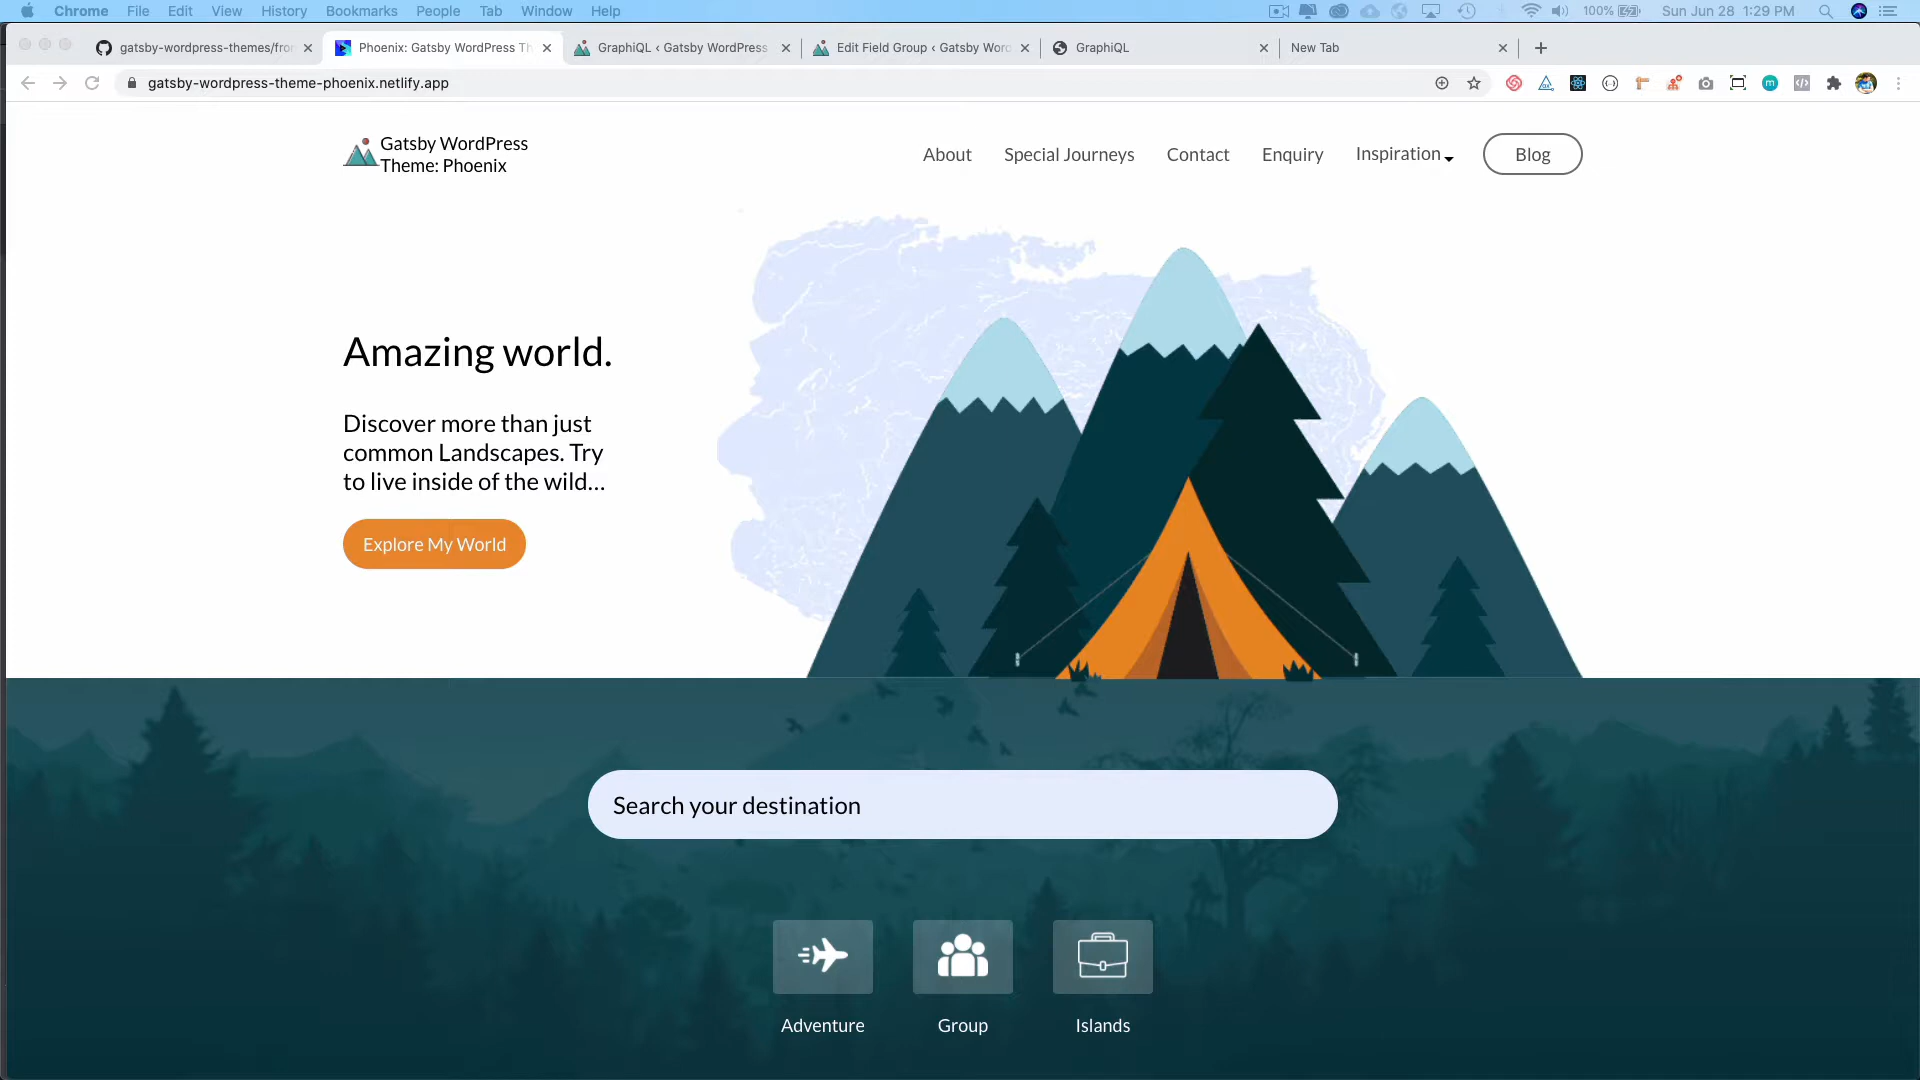 Chrome File Edit View History Bookmarks People Tab Window Help 100% Sun Jun 28 1:29 PM
gatsby-wordpress-themes/fro Phoenix: Gatsby WordPress Th GraphiQL ‹ Gatsby WordPress Edit Field Group ‹ Gatsby Wor GraphiQL New Tab
gatsby-wordpress-theme-phoenix.netlify.app
Gatsby WordPress
Theme: Phoenix
About Special Journeys Contact Enquiry Inspiration Blog
Amazing world.
Discover more than just
common Landscapes. Try
to live inside of the wild...
Explore My World
Search your destination
Adventure Group Islands